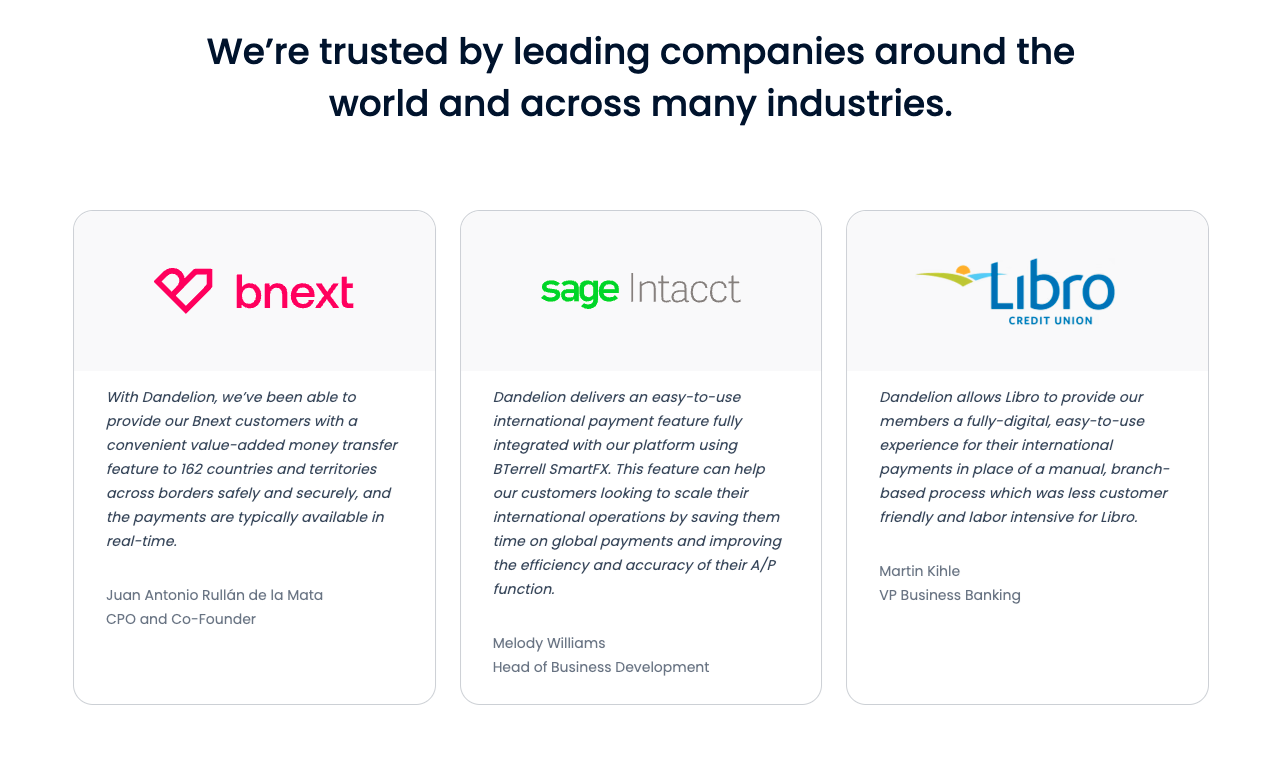 We’re trusted by leading companies around the
world and across many industries.
bnext
With Dandelion, we’ve been able to
provide our Bnext customers with a
convenient value-added money transfer
feature to 162 countries and territories
across borders safely and securely, and
the payments are typically available in
real-time.
Juan Antonio Rullán de la Mata
CPO and Co-Founder
sage Intacct
Dandelion delivers an easy-to-use
international payment feature fully
integrated with our platform using
BTerrell SmartFX. This feature can help
our customers looking to scale their
international operations by saving them
time on global payments and improving
the efficiency and accuracy of their A/P
function.
Melody Williams
Head of Business Development
Libro
CREDIT UNION
Dandelion allows Libro to provide our
members a fully-digital, easy-to-use
experience for their international
payments in place of a manual, branch-
based process which was less customer
friendly and labor intensive for Libro.
Martin Kihle
VP Business Banking